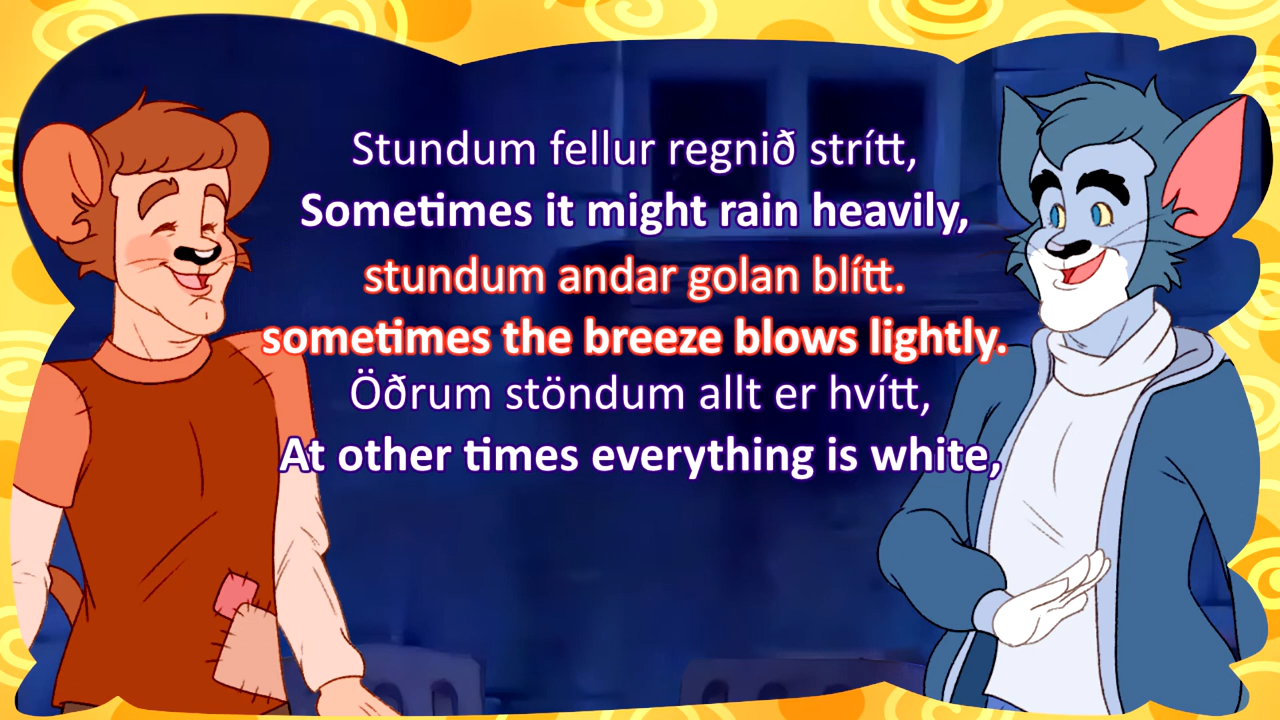 Stundum fellur regnið strítt,
Sometimes it might rain heavily,
stundum andar golan blítt.
sometimes the breeze blows lightly.
Öðrum stöndum allt er hvítt,
At other times everything is white,